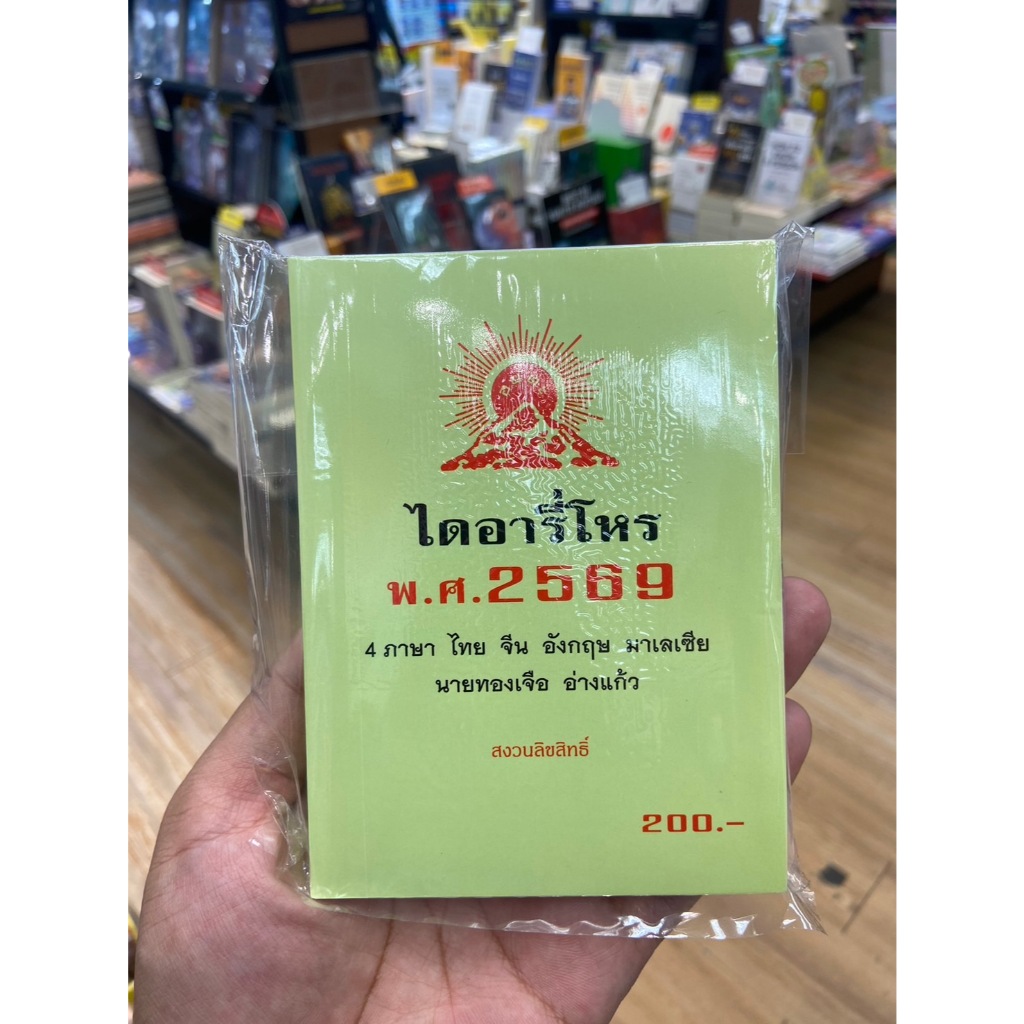 ไดอารี่โหร
พ.ศ.2569
4 ภาษา ไทย จีน อังกฤษ มาเลเซีย
นายทองเจือ อ่างแก้ว
สงวนลิขสิทธิ์
200.-